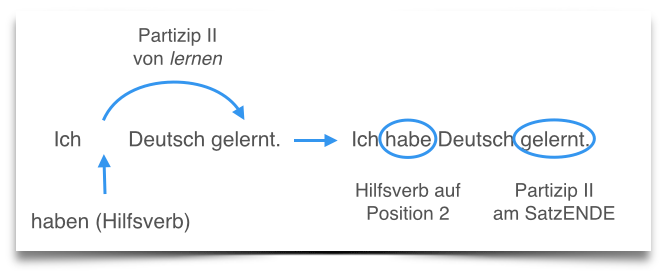 Partizip II
von lernen
Ich Deutsch gelernt.
haben (Hilfsverb)
Ich habe Deutsch gelernt.
Hilfsverb auf
Position 2
Partizip II
am SatzENDE